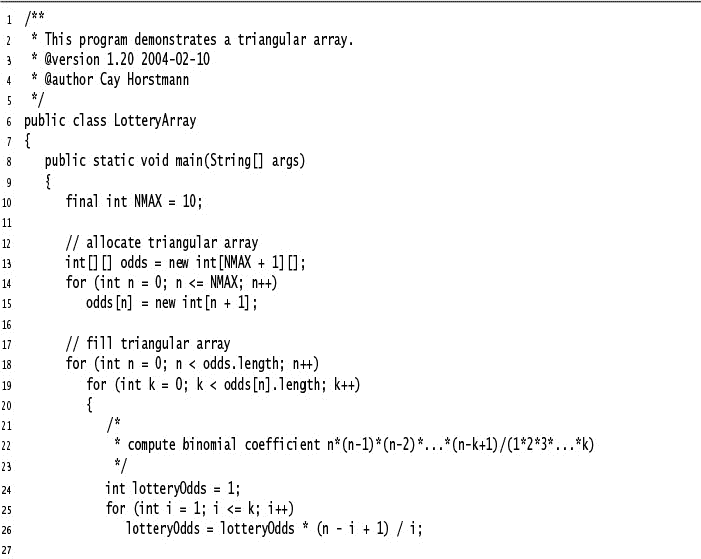 1 /**
2  * This program demonstrates a triangular array.
3  * @version 1.20 2004-02-10
4  * @author Cay Horstmann
5  */
6 public class LotteryArray
7 {
8    public static void main(String[] args)
9    {
10       final int NMAX = 10;
11
12       // allocate triangular array
13       int[][] odds = new int[NMAX + 1][];
14       for (int n = 0; n <= NMAX; n++)
15          odds[n] = new int[n + 1];
16
17       // fill triangular array
18       for (int n = 0; n < odds.length; n++)
19          for (int k = 0; k < odds[n].length; k++)
20          {
21             /*
22              * compute binomial coefficient n*(n-1)*(n-2)*...*(n-k+1)/(1*2*3*...*k)
23              */
24             int lotteryOdds = 1;
25             for (int i = 1; i <= k; i++)
26                lotteryOdds = lotteryOdds * (n - i + 1) / i;
27